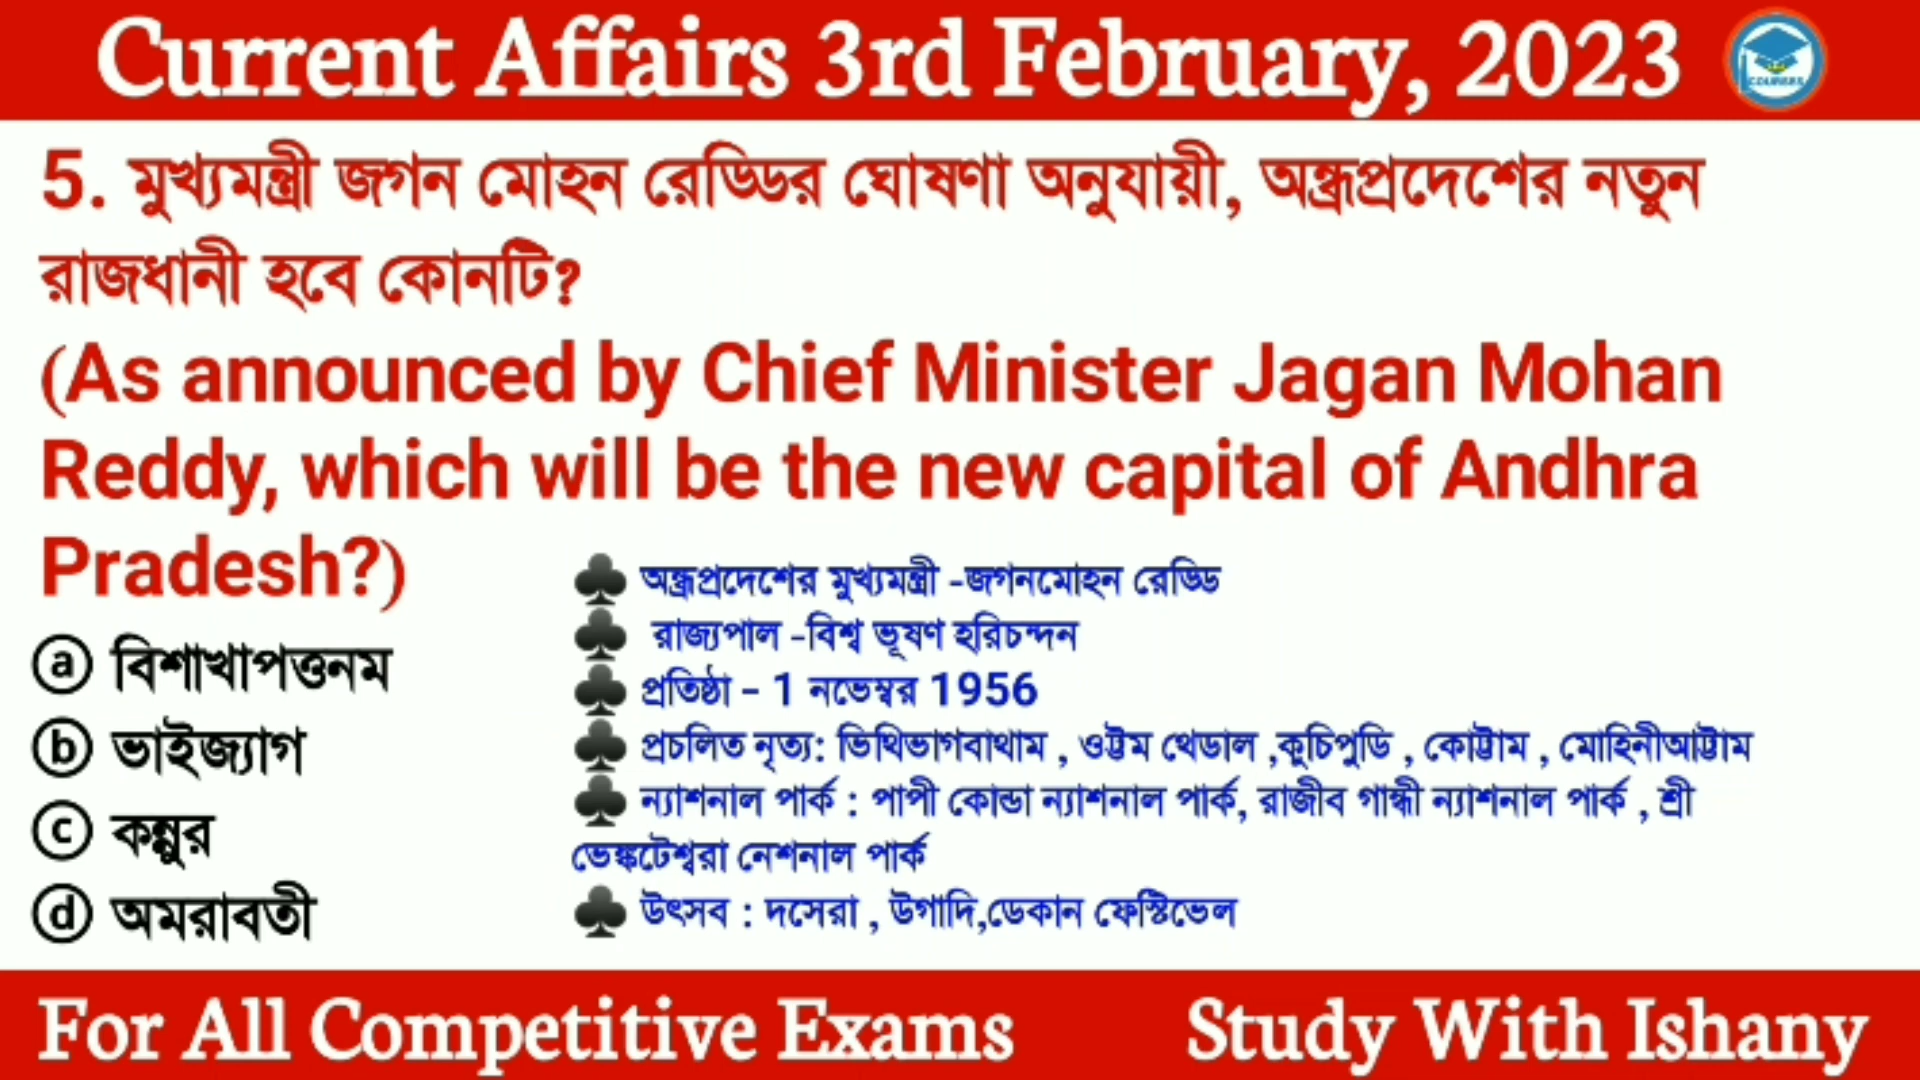 Current Affairs 3rd February, 2023
COURSES
5. মুখ্যমন্ত্রী জগন মোহন রেড্ডির ঘোষণা অনুযায়ী, অন্ধ্রপ্রদেশের নতুন
রাজধানী হবে কোনটি?
(As announced by Chief Minister Jagan Mohan
Reddy, which will be the new capital of Andhra
Pradesh?)
ⓐ বিশাখাপত্তনম
ⓑ ভাইজ্যাগ
ⓒ কন্নুর
ⓓ অমরাবতী
♣ অন্ধ্রপ্রদেশের মুখ্যমন্ত্রী -জগনমোহন রেড্ডি
♣ রাজ্যপাল -বিশ্ব ভূষণ হরিচন্দন
♣ প্রতিষ্ঠা – 1 নভেম্বর 1956
♣ প্রচলিত নৃত্য: ভিথিভাগবাথাম , ওট্টম থেডাল ,কুচিপুডি , কোট্টাম , মোহিনীআট্টাম
♣ ন্যাশনাল পার্ক : পাপী কোন্ডা ন্যাশনাল পার্ক, রাজীব গান্ধী ন্যাশনাল পার্ক , শ্রী
ভেঙ্কটেশ্বরা নেশনাল পার্ক
♣ উৎসব : দসেরা , উগাদি,ডেকান ফেস্টিভেল
For All Competitive Exams
Study With Ishany